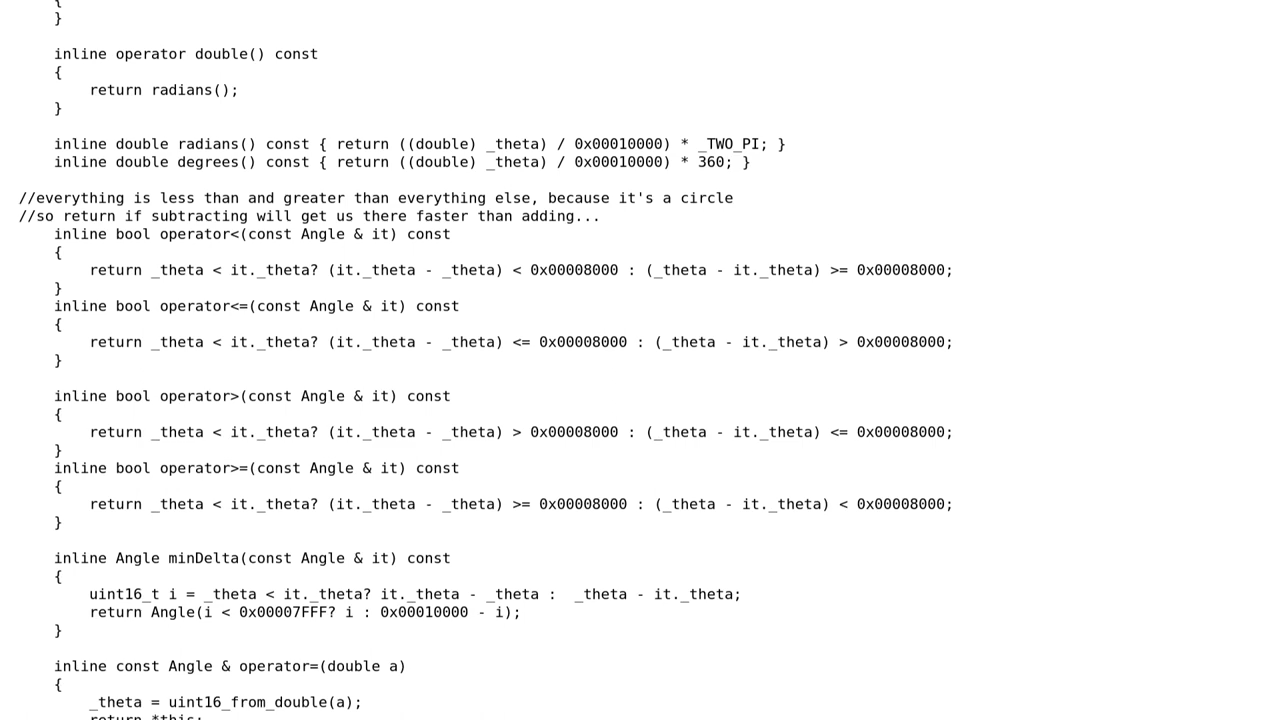 {
}
inline operator double() const
{
return radians();
}
inline double radians() const { return ((double) _theta) / 0x00010000) * _TWO_PI; }
inline double degrees() const { return ((double) _theta) / 0x00010000) * 360; }
//everything is less than and greater than everything else, because it's a circle
//so return if subtracting will get us there faster than adding...
inline bool operator<(const Angle & it) const
{
return _theta < it._theta? (it._theta - _theta) < 0x00008000 : (_theta - it._theta) >= 0x00008000;
}
inline bool operator<=(const Angle & it) const
{
return _theta < it._theta? (it._theta - _theta) <= 0x00008000 : (_theta - it._theta) > 0x00008000;
}
inline bool operator>(const Angle & it) const
{
return _theta < it._theta? (it._theta - _theta) > 0x00008000 : (_theta - it._theta) <= 0x00008000;
}
inline bool operator>=(const Angle & it) const
{
return _theta < it._theta? (it._theta - _theta) >= 0x00008000 : (_theta - it._theta) < 0x00008000;
}
inline Angle minDelta(const Angle & it) const
{
uint16_t i = _theta < it._theta? it._theta - _theta :  _theta - it._theta;
return Angle(i < 0x00007FFF? i : 0x00010000 - i);
}
inline const Angle & operator=(double a)
{
_theta = uint16_from_double(a);
return *this;